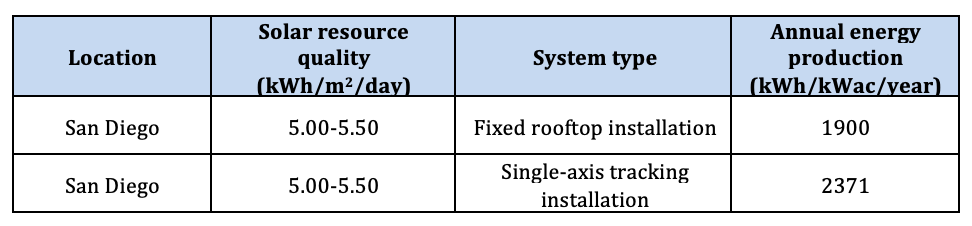 Location
Solar resource
quality
(kWh/m²/day)
System type
Annual energy
production
(kWh/kWac/year)
San Diego
5.00-5.50
Fixed rooftop installation
1900
San Diego
5.00-5.50
Single-axis tracking
installation
2371